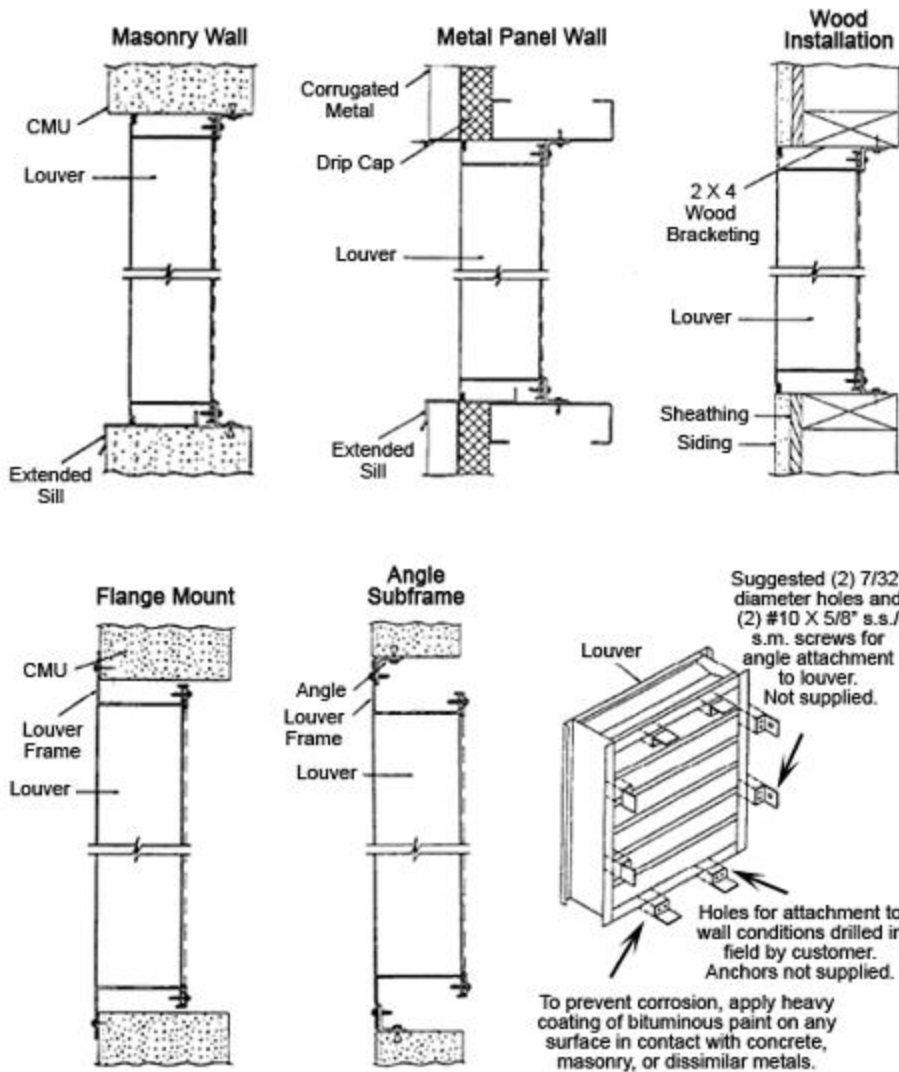 Masonry Wall
CMU
Louver
Extended
Sill
Metal Panel Wall
Corrugated
Metal
Drip Cap
Louver
Extended
Sill
Wood
Installation
2 X 4
Wood
Bracketing
Louver
Sheathing
Siding
Flange Mount
CMU
Louver
Frame
Louver
Angle
Subframe
Angle
Louver
Frame
Louver
Louver
Suggested (2) 7/32
diameter holes and
(2) #10 X 5/8" s.s./
s.m. screws for
angle attachment
to louver.
Not supplied.
Holes for attachment to
wall conditions drilled in
field by customer.
Anchors not supplied.
To prevent corrosion, apply heavy
coating of bituminous paint on any
surface in contact with concrete,
masonry, or dissimilar metals.